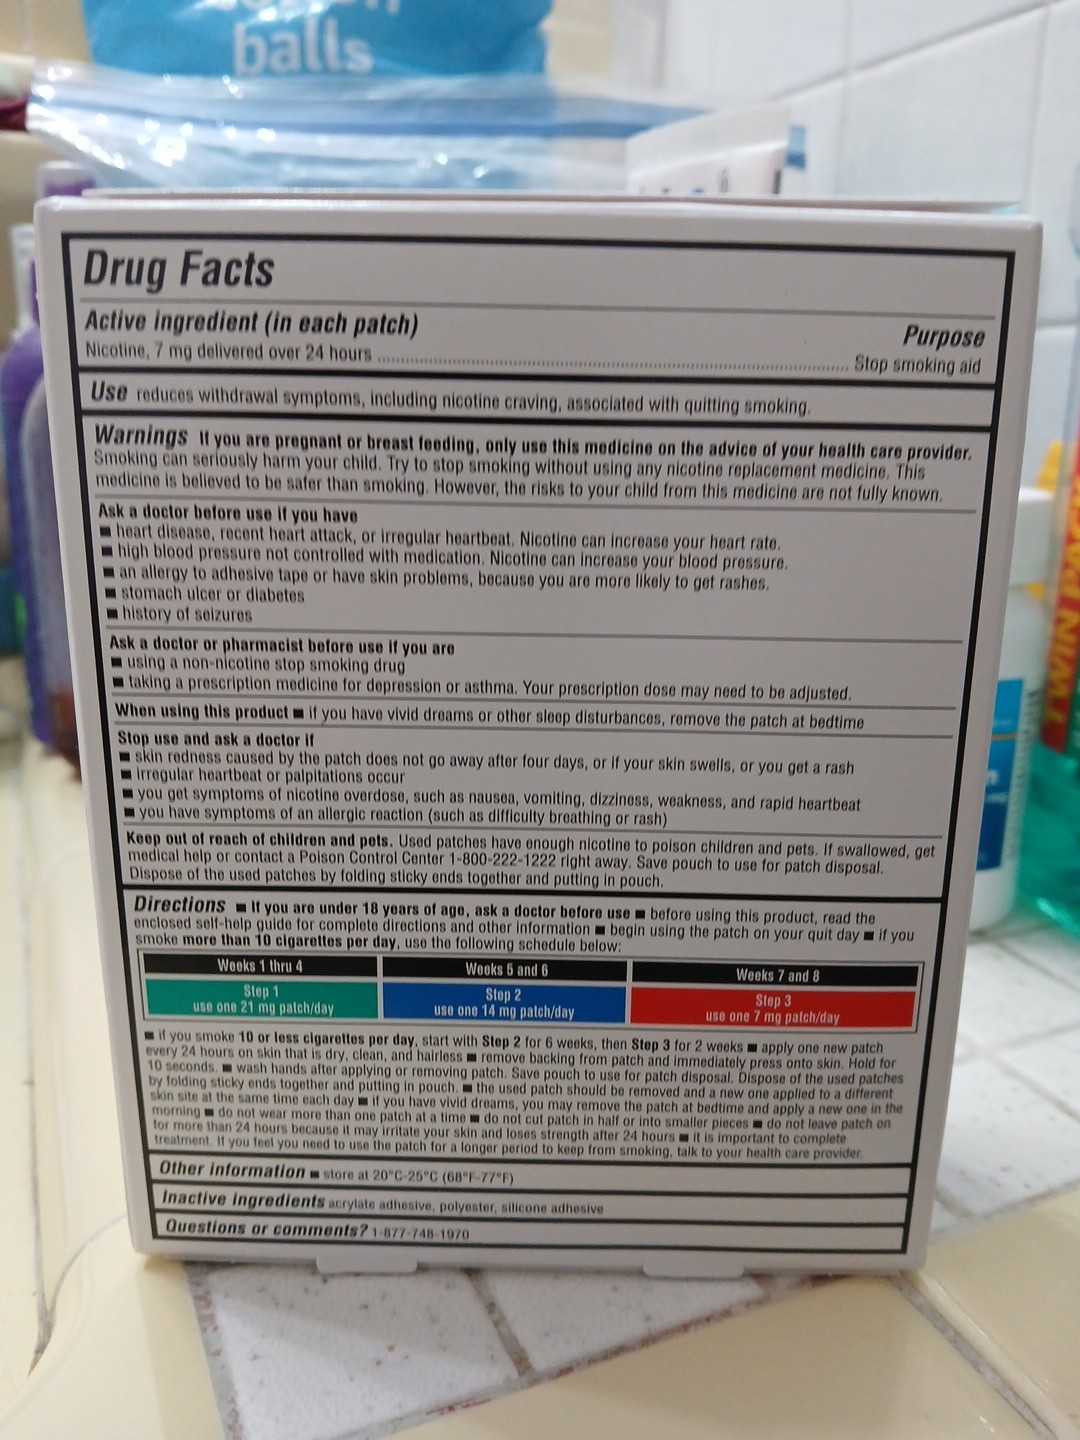 balls
Drug Facts
Active ingredient (in each patch)
Purpose
Nicotine, 7 mg delivered over 24 hours ........ Stop smoking aid
Use reduces withdrawal symptoms, including nicotine craving, associated with quitting smoking.
Warnings If you are pregnant or breast feeding, only use this medicine on the advice of your health care provider.
Smoking can seriously harm your child. Try to stop smoking without using any nicotine replacement medicine. This
medicine is believed to be safer than smoking. However, the risks to your child from this medicine are not fully known.
Ask a doctor before use if you have
■ heart disease, recent heart attack, or irregular heartbeat. Nicotine can increase your heart rate.
■ high blood pressure not controlled with medication. Nicotine can increase your blood pressure.
■ an allergy to adhesive tape or have skin problems, because you are more likely to get rashes.
■ stomach ulcer or diabetes
■ history of seizures
Ask a doctor or pharmacist before use if you are
■ using a non-nicotine stop smoking drug
■ taking a prescription medicine for depression or asthma. Your prescription dose may need to be adjusted.
When using this product ■ if you have vivid dreams or other sleep disturbances, remove the patch at bedtime
Stop use and ask a doctor if
■ skin redness caused by the patch does not go away after four days, or if your skin swells, or you get a rash
■ irregular heartbeat or palpitations occur
■ you get symptoms of nicotine overdose, such as nausea, vomiting, dizziness, weakness, and rapid heartbeat
■ you have symptoms of an allergic reaction (such as difficulty breathing or rash)
Keep out of reach of children and pets. Used patches have enough nicotine to poison children and pets. If swallowed, get
medical help or contact a Poison Control Center 1-800-222-1222 right away. Save pouch to use for patch disposal.
Dispose of the used patches by folding sticky ends together and putting in pouch.
Directions ■ If you are under 18 years of age, ask a doctor before use ■ before using this product, read the
enclosed self-help guide for complete directions and other information ■ begin using the patch on your quit day ■ if you
smoke more than 10 cigarettes per day, use the following schedule below:
Weeks 1 thru 4
Weeks 5 and 6
Weeks 7 and 8
Step 1
Step 2
Step 3
use one 21 mg patch/day
use one 14 mg patch/day
use one 7 mg patch/day
■ if you smoke 10 or less cigarettes per day, start with Step 2 for 6 weeks, then Step 3 for 2 weeks ■ apply one new patch
every 24 hours on skin that is dry, clean, and hairless ■ remove backing from patch and immediately press onto skin. Hold for
10 seconds. ■ wash hands after applying or removing patch. Save pouch to use for patch disposal. Dispose of the used patches
by folding sticky ends together and putting in pouch. ■ the used patch should be removed and a new one applied to a different
skin site at the same time each day ■ if you have vivid dreams, you may remove the patch at bedtime and apply a new one in the
morning ■ do not wear more than one patch at a time ■ do not cut patch in half or into smaller pieces ■ do not leave patch on
for more than 24 hours because it may irritate your skin and loses strength after 24 hours ■ it is important to complete
treatment. If you feel you need to use the patch for a longer period to keep from smoking, talk to your health care provider.
Other information ■ store at 20°C-25°C (68°F-77°F)
Inactive ingredients acrylate adhesive, polyester, silicone adhesive
Questions or comments? 1-877-748-1970
TWIN PACK